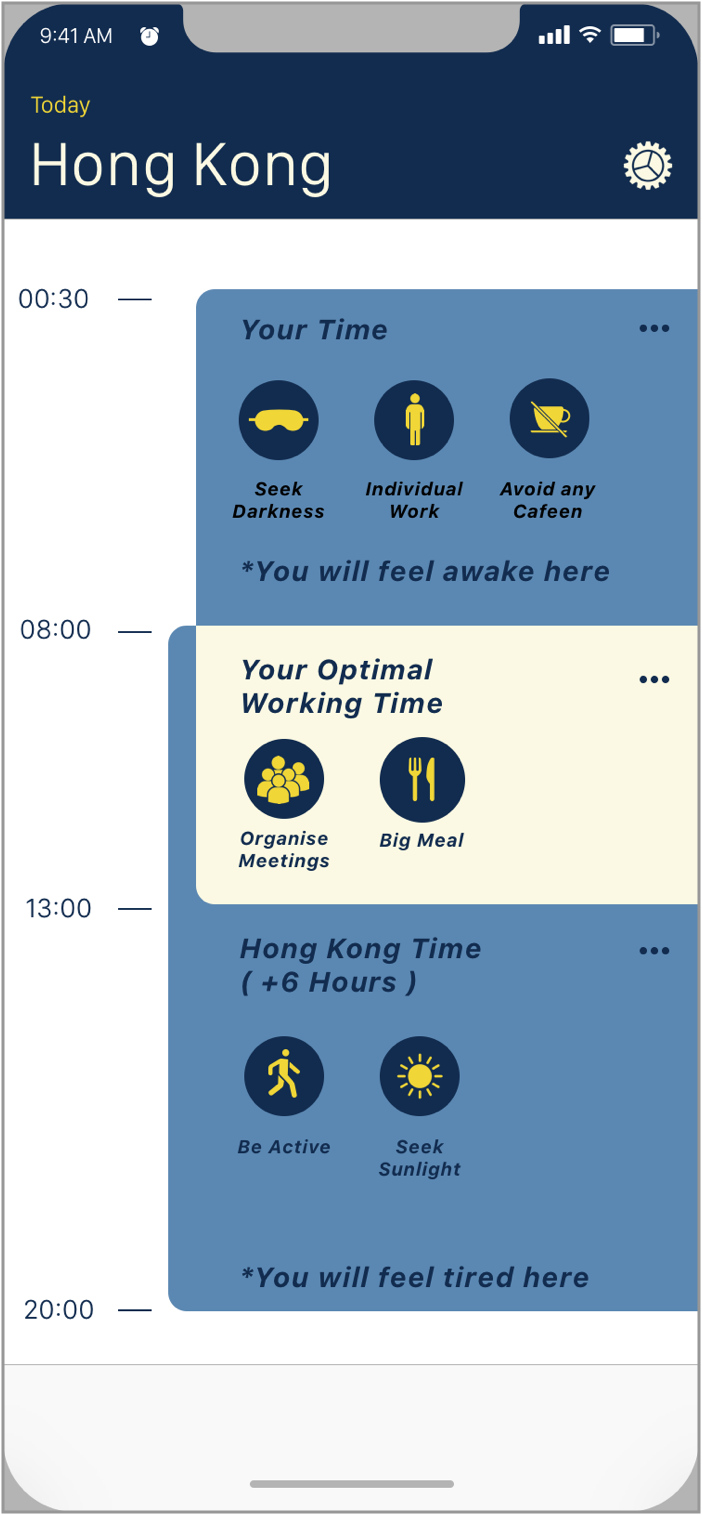 9:41 AM
Today
Hong Kong
00:30
Your Time
Seek
Darkness
Individual
Work
Avoid any
Cafeen
*You will feel awake here
08:00
Your Optimal
Working Time
Organise
Meetings
Big Meal
13:00
Hong Kong Time
( +6 Hours )
Be Active
Seek
Sunlight
*You will feel tired here
20:00